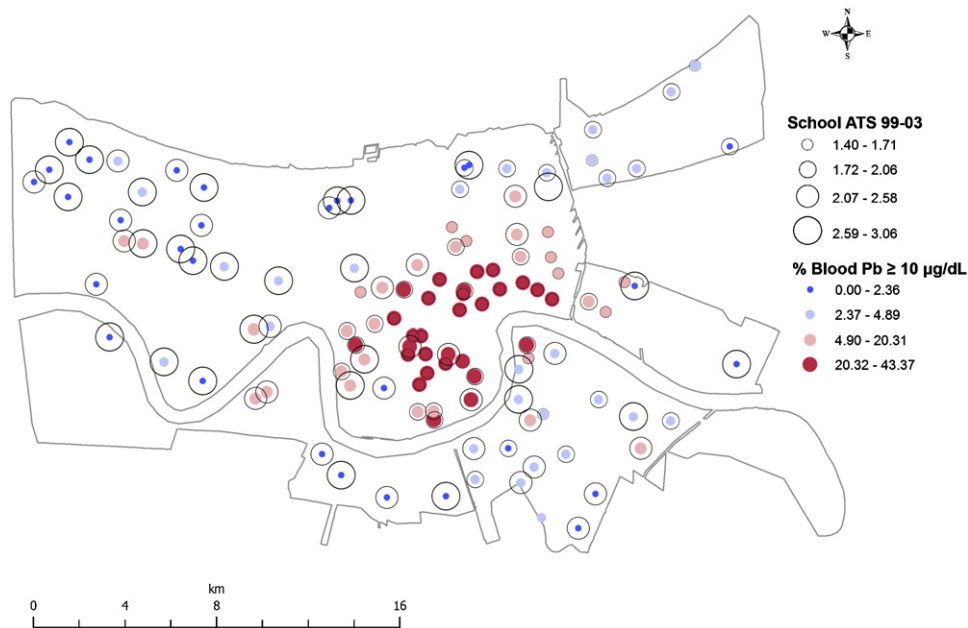 N
W E
S
School ATS 99-03
1.40 - 1.71
1.72 - 2.06
2.07 - 2.58
2.59 - 3.06
% Blood Pb ≥ 10 µg/dL
0.00 - 2.36
2.37 - 4.89
4.90 - 20.31
20.32 - 43.37
km
0 4 8 16